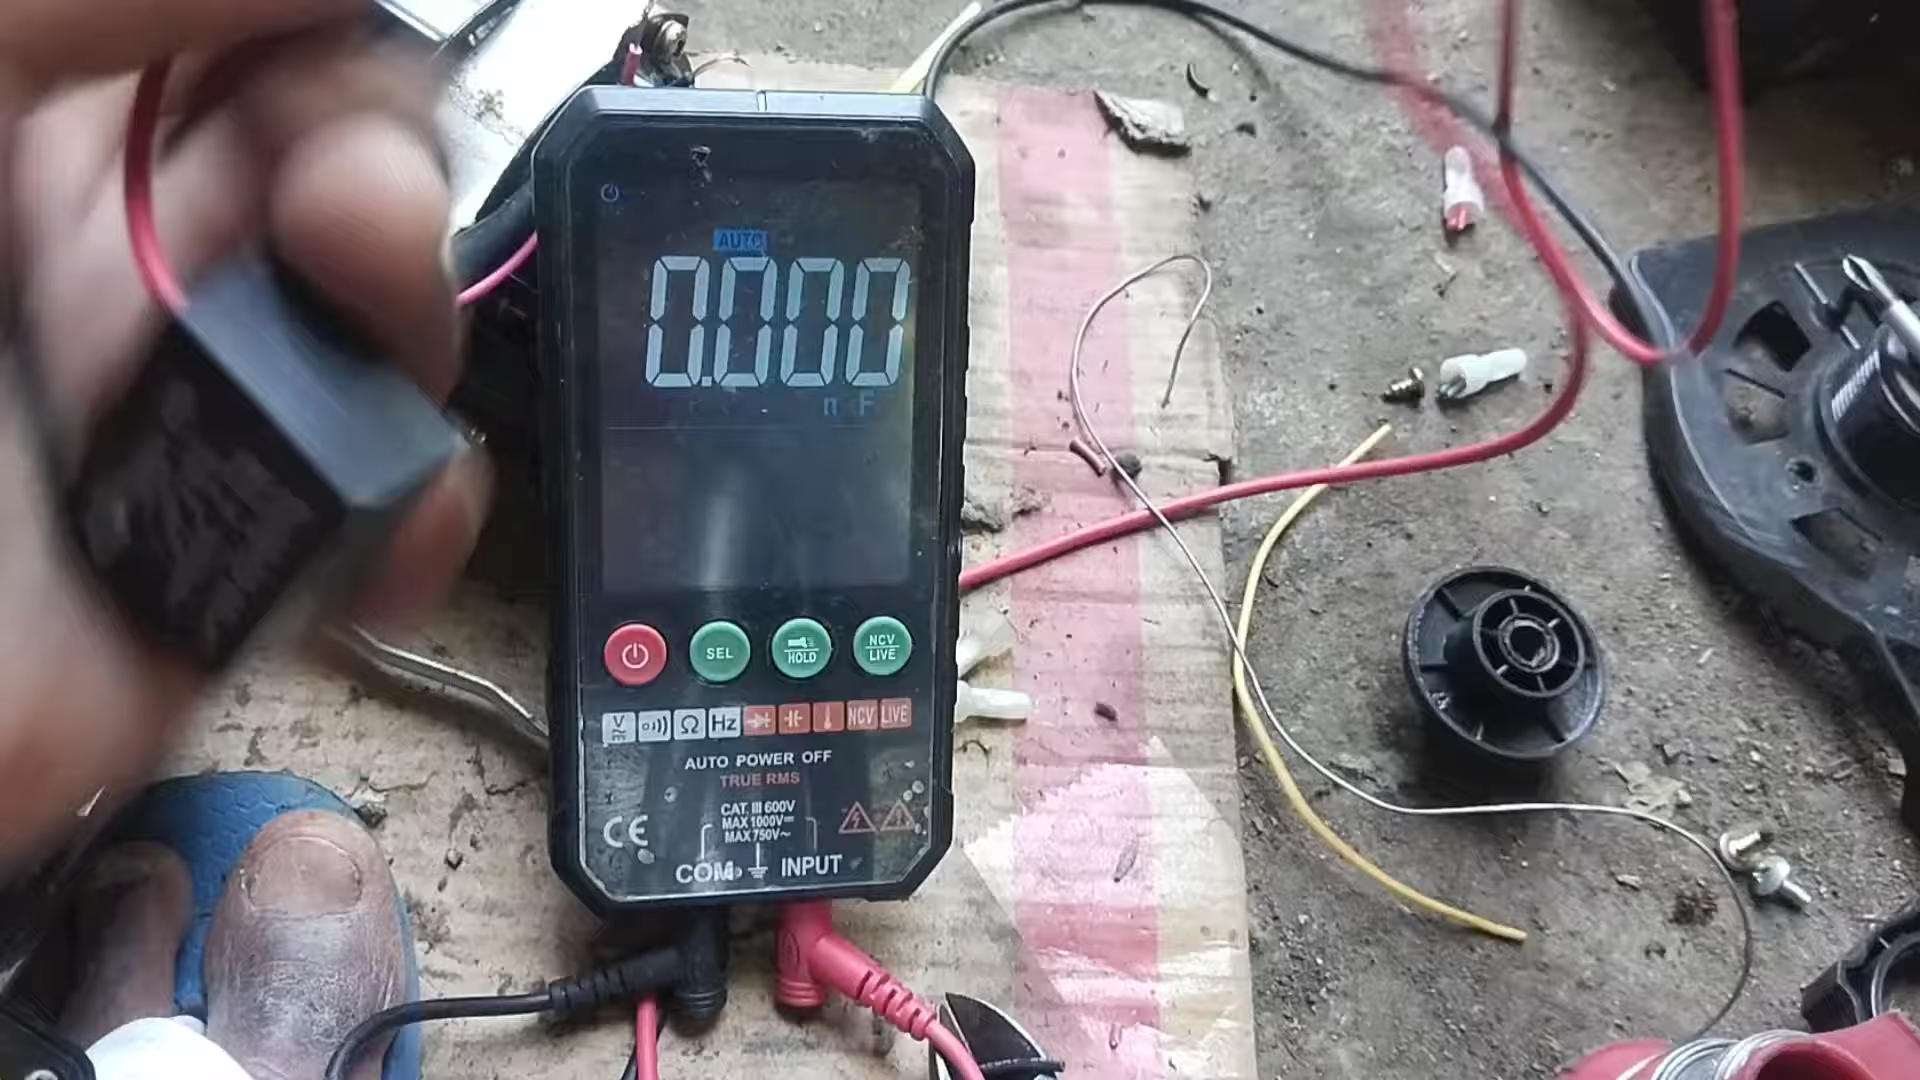 AUTO
0.000
n F
SEL
HOLD
NCV
LIVE
V
Ω
Hz
NCV
LIVE
AUTO POWER OFF
TRUE RMS
CAT. III 600V
MAX 1000V
MAX 750V~
CE
COM
INPUT